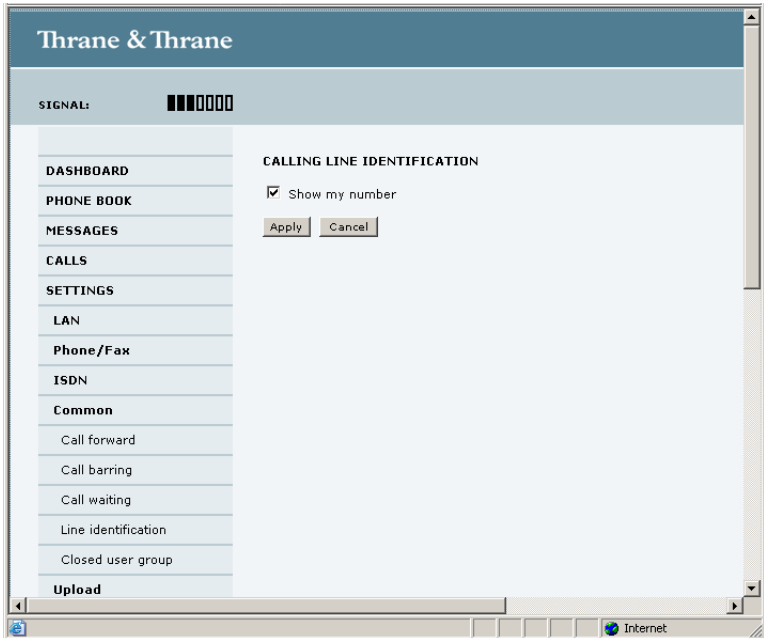 Thrane & Thrane
SIGNAL:
DASHBOARD
PHONE BOOK
MESSAGES
CALLS
SETTINGS
LAN
Phone/Fax
ISDN
Common
Call forward
Call barring
Call waiting
Line identification
Closed user group
Upload
CALLING LINE IDENTIFICATION
Show my number
Apply Cancel
Internet